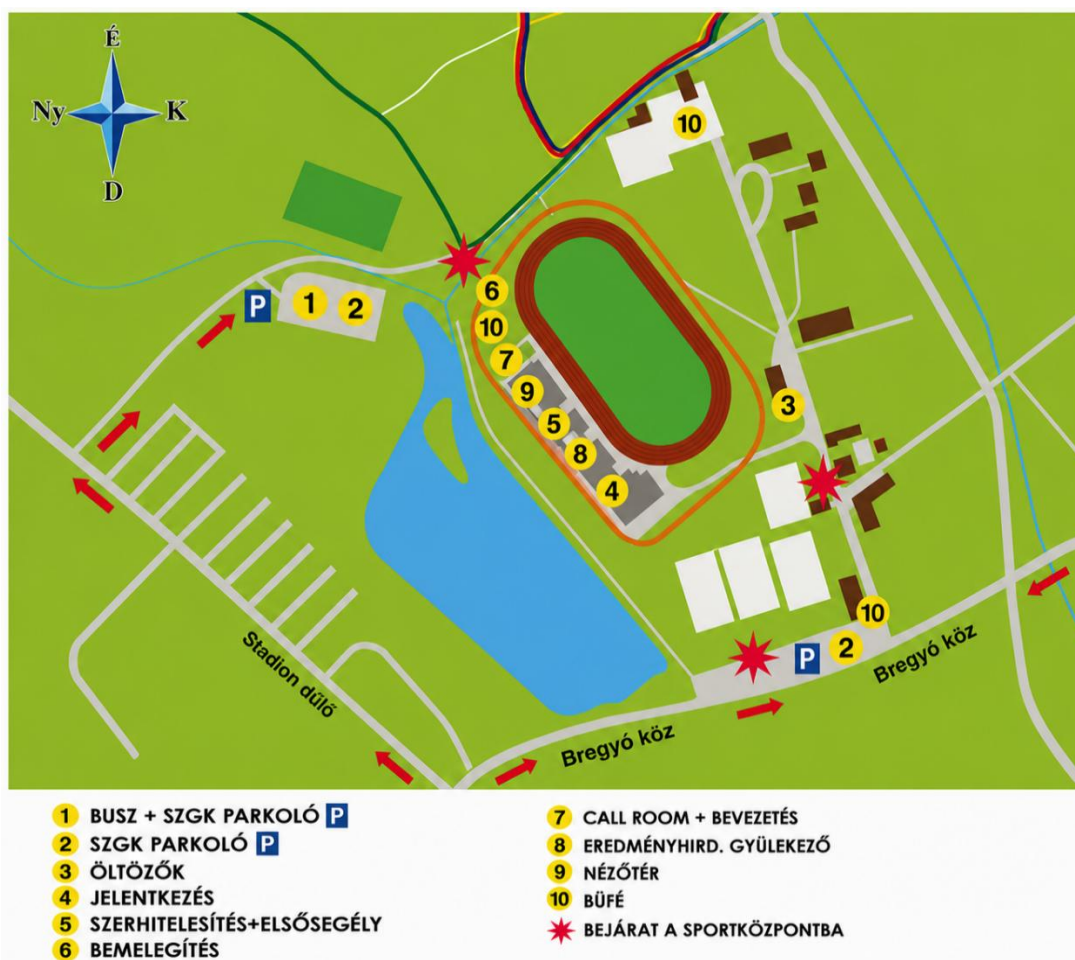 É
Ny K
D
10
P 1 2
6
10
7
9
5
8
4
3
10
P 2
Stadion dűlő
Bregyó köz
Bregyó köz
1 BUSZ + SZGK PARKOLÓ P
2 SZGK PARKOLÓ P
3 ÖLTÖZŐK
4 JELENTKEZÉS
5 SZERHITELESÍTÉS+ELSŐSEGÉLY
6 BEMELEGÍTÉS
7 CALL ROOM + BEVEZETÉS
8 EREDMÉNYHIRD. GYÜLEKEZŐ
9 NÉZŐTÉR
10 BÜFÉ
BEJÁRAT A SPORTKÖZPONTBA